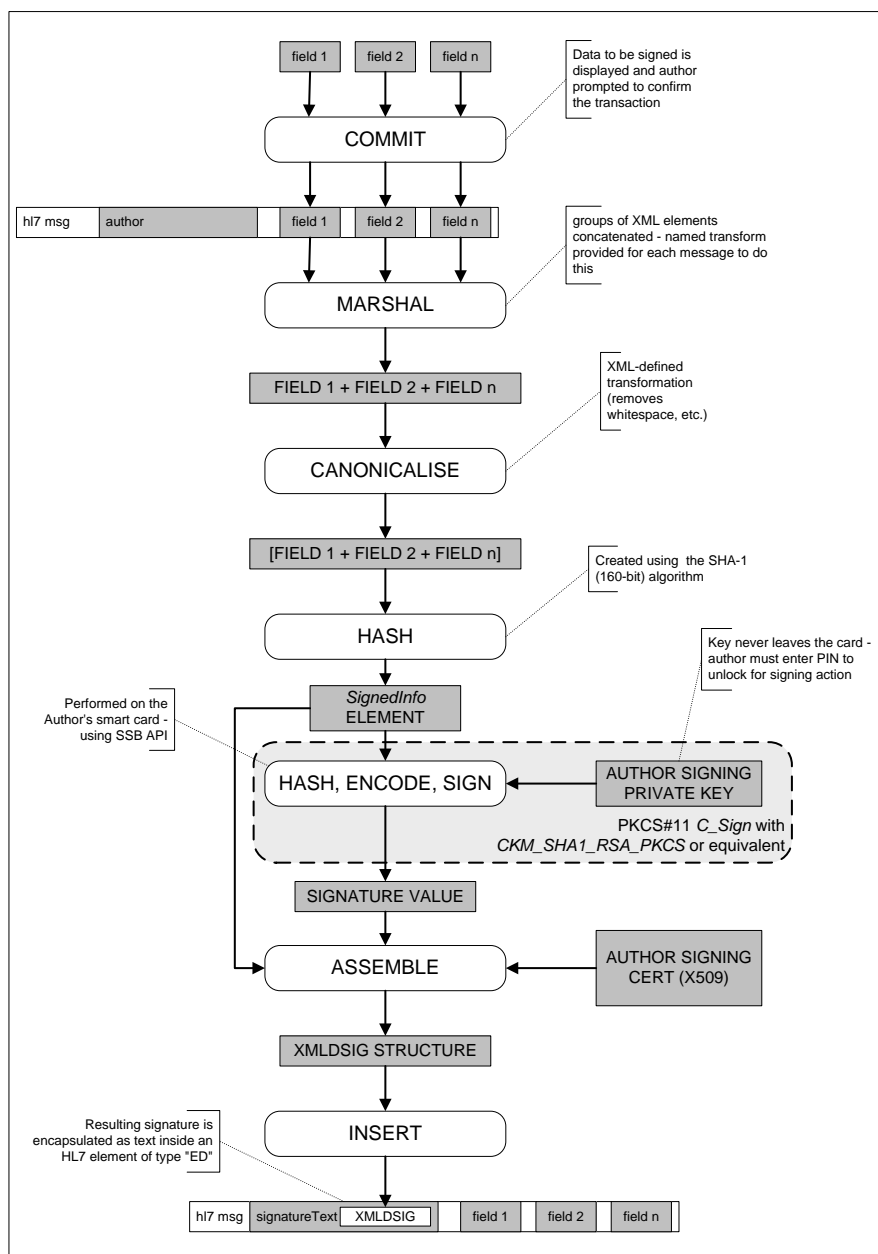 field 1
field 2
field n
Data to be signed is
displayed and author
prompted to confirm
the transaction
COMMIT
hl7 msg
author
field 1
field 2
field n
groups of XML elements
concatenated - named transform
provided for each message to do
this
MARSHAL
FIELD 1 + FIELD 2 + FIELD n
XML-defined
transformation
(removes
whitespace, etc.)
CANONICALISE
[FIELD 1 + FIELD 2 + FIELD n]
Created using the SHA-1
(160-bit) algorithm
HASH
Key never leaves the card -
author must enter PIN to
unlock for signing action
Performed on the
Author's smart card -
using SSB API
SignedInfo
ELEMENT
HASH, ENCODE, SIGN
AUTHOR SIGNING
PRIVATE KEY
PKCS#11 C_Sign with
CKM_SHA1_RSA_PKCS or equivalent
SIGNATURE VALUE
ASSEMBLE
AUTHOR SIGNING
CERT (X509)
XMLDSIG STRUCTURE
Resulting signature is
encapsulated as text inside an
HL7 element of type "ED"
INSERT
hl7 msg
signatureText
XMLDSIG
field 1
field 2
field n